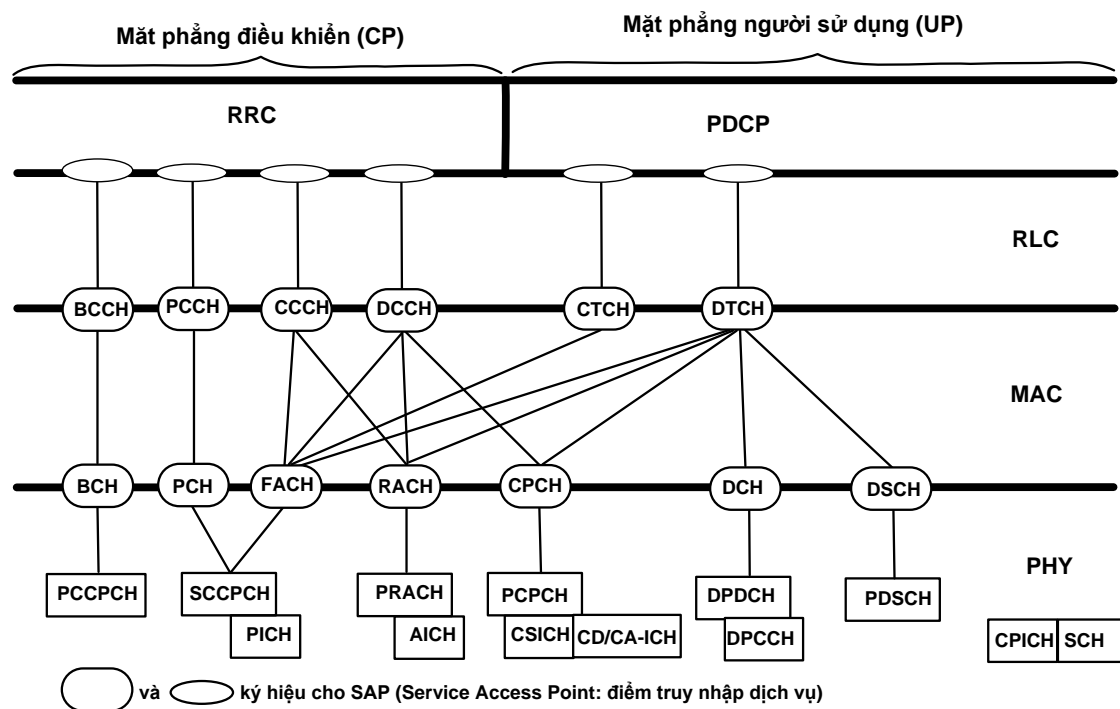 Măt phẳng điều khiển (CP)
Mặt phẳng người sử dụng (UP)
RRC
PDCP
RLC
BCCH
PCCH
CCCH
DCCH
CTCH
DTCH
MAC
BCH
PCH
FACH
RACH
CPCH
DCH
DSCH
PHY
PCCPCH
SCCPCH
PRACH
PCPCH
DPDCH
PDSCH
PICH
AICH
CSICH
CD/CA-ICH
DPCCH
CPICH
SCH
và
ký hiệu cho SAP (Service Access Point: điểm truy nhập dịch vụ)